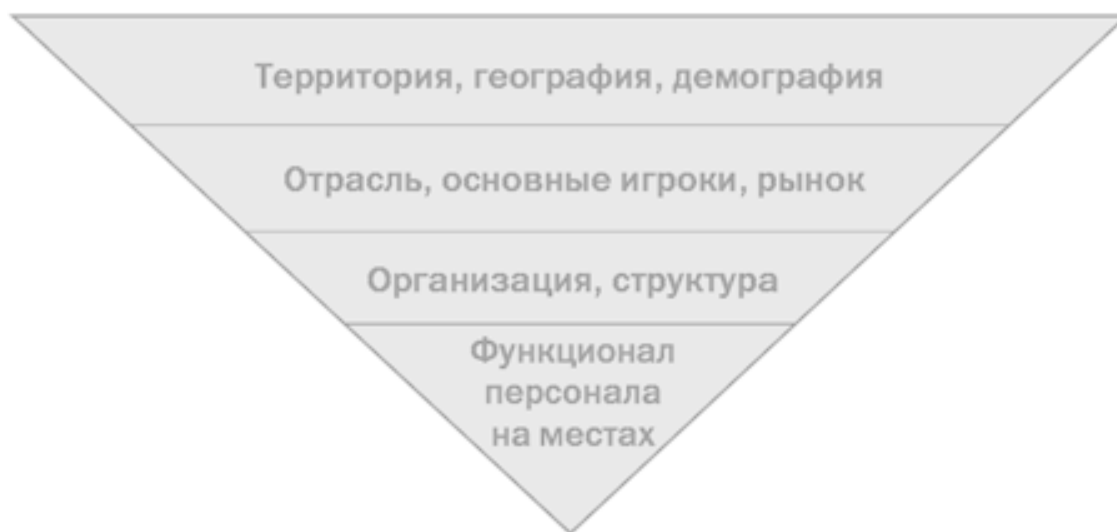 Территория, география, демография
Отрасль, основные игроки, рынок
Организация, структура
Функционал
персонала
на местах